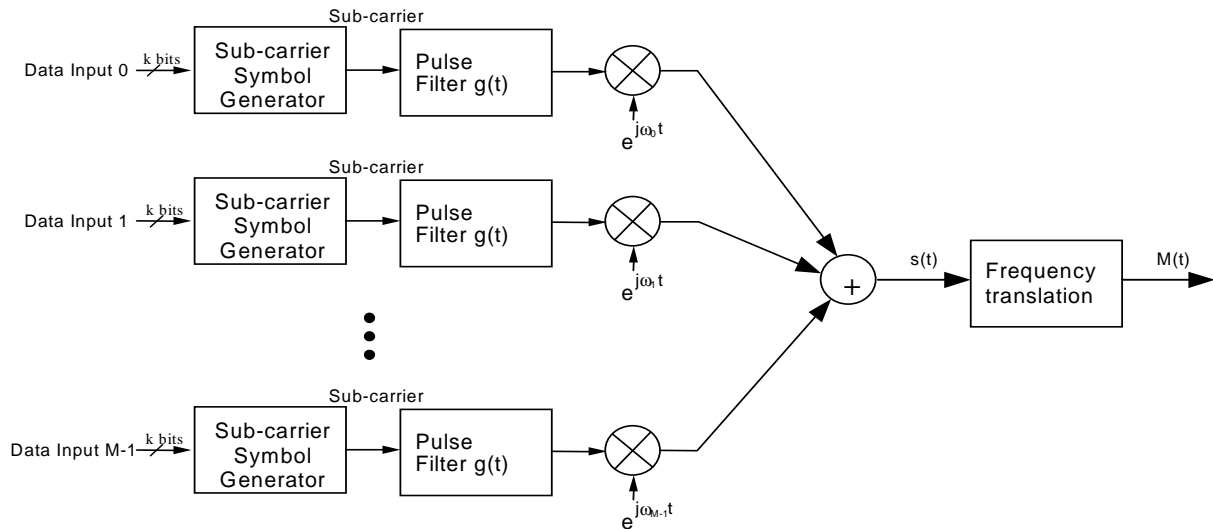 Sub-carrier
Data Input 0
k bits
Sub-carrier
Symbol
Generator
Pulse
Filter g(t)
e^jω₀t
Sub-carrier
Data Input 1
k bits
Sub-carrier
Symbol
Generator
Pulse
Filter g(t)
e^jω₁t
+
s(t)
Frequency
translation
M(t)
Sub-carrier
Data Input M-1
k bits
Sub-carrier
Symbol
Generator
Pulse
Filter g(t)
e^jω_M-1t